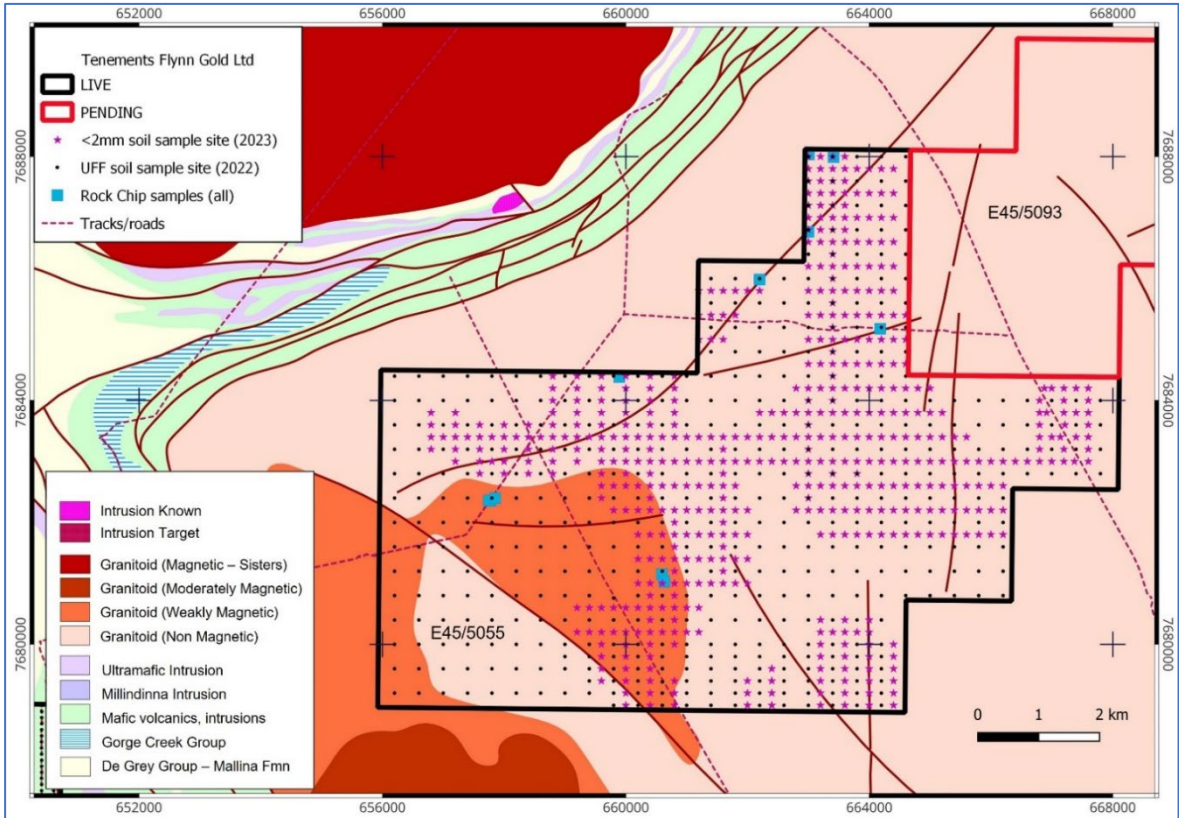 652000
656000
660000
664000
668000
Tenements Flynn Gold Ltd
LIVE
PENDING
<2mm soil sample site (2023)
UFF soil sample site (2022)
Rock Chip samples (all)
Tracks/roads
7688000
7688000
E45/5093
7684000
7684000
Intrusion Known
Intrusion Target
Granitoid (Magnetic – Sisters)
Granitoid (Moderately Magnetic)
Granitoid (Weakly Magnetic)
Granitoid (Non Magnetic)
Ultramafic Intrusion
Millindinna Intrusion
Mafic volcanics, intrusions
Gorge Creek Group
De Grey Group – Mallina Fmn
E45/5055
7680000
7680000
0 1 2 km
652000
656000
660000
664000
668000